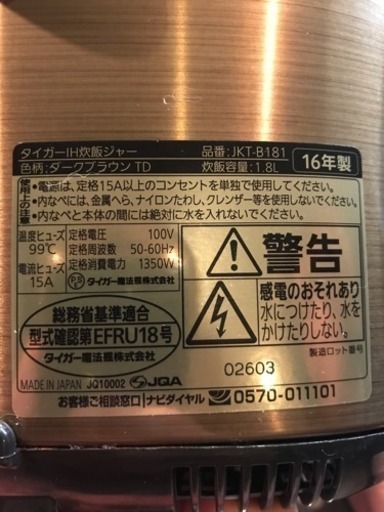 タイガーIH炊飯ジャー 品番:JKT-B181
色柄:ダークブラウン TD 炊飯容量:1.8L
16年製
使用上の注意
•電源は、定格15A以上のコンセントを単独で使用してください。
•内なべには、金属へら、ナイロンたわし、クレンザー等を使用しないでください。
•内なべと本体の間には絶対に水を入れないでください。
温度ヒューズ
99℃
電流ヒューズ
15A
定格電圧 100V
定格周波数 50-60Hz
定格消費電力 1350W
PSE タイガー魔法瓶株式会社
警告
感電のおそれあり
水につけたり、水を
かけたりしない。
総務省基準適合
型式確認第EFRU18号
タイガー魔法瓶株式会社
製造ロット番号
02603
MADE IN JAPAN JQ10002 JQA
お客様ご相談窓口 ナビダイヤル 0570-011101